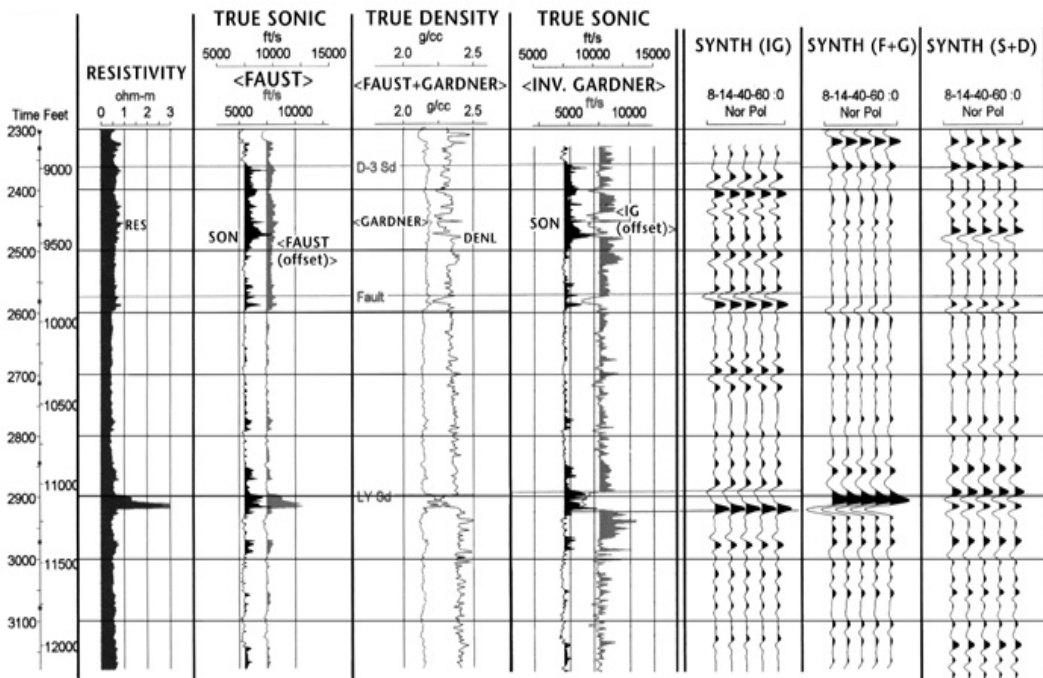 TRUE SONIC
ft/s
5000 10000 15000
TRUE DENSITY
g/cc
2.0 2.5
TRUE SONIC
ft/s
5000 10000 15000
RESISTIVITY
ohm-m
0 1 2 3
<FAUST>
ft/s
5000 10000
<FAUST+GARDNER>
g/cc
2.0 2.5
<INV. GARDNER>
ft/s
5000 10000
SYNTH (IG)
8-14-40-60 :0
Nor Pol
SYNTH (F+G)
8-14-40-60 :0
Nor Pol
SYNTH (S+D)
8-14-40-60 :0
Nor Pol
Time Feet
2300
9000
2400
9500
2500
2600
10000
2700
10500
2800
11000
2900
3000
11500
3100
12000
RES
SON
<FAUST
(offset)>
D-3 Sd
<GARDNER>
DENL
Fault
LY Sd
SON
<IG
(offset)>